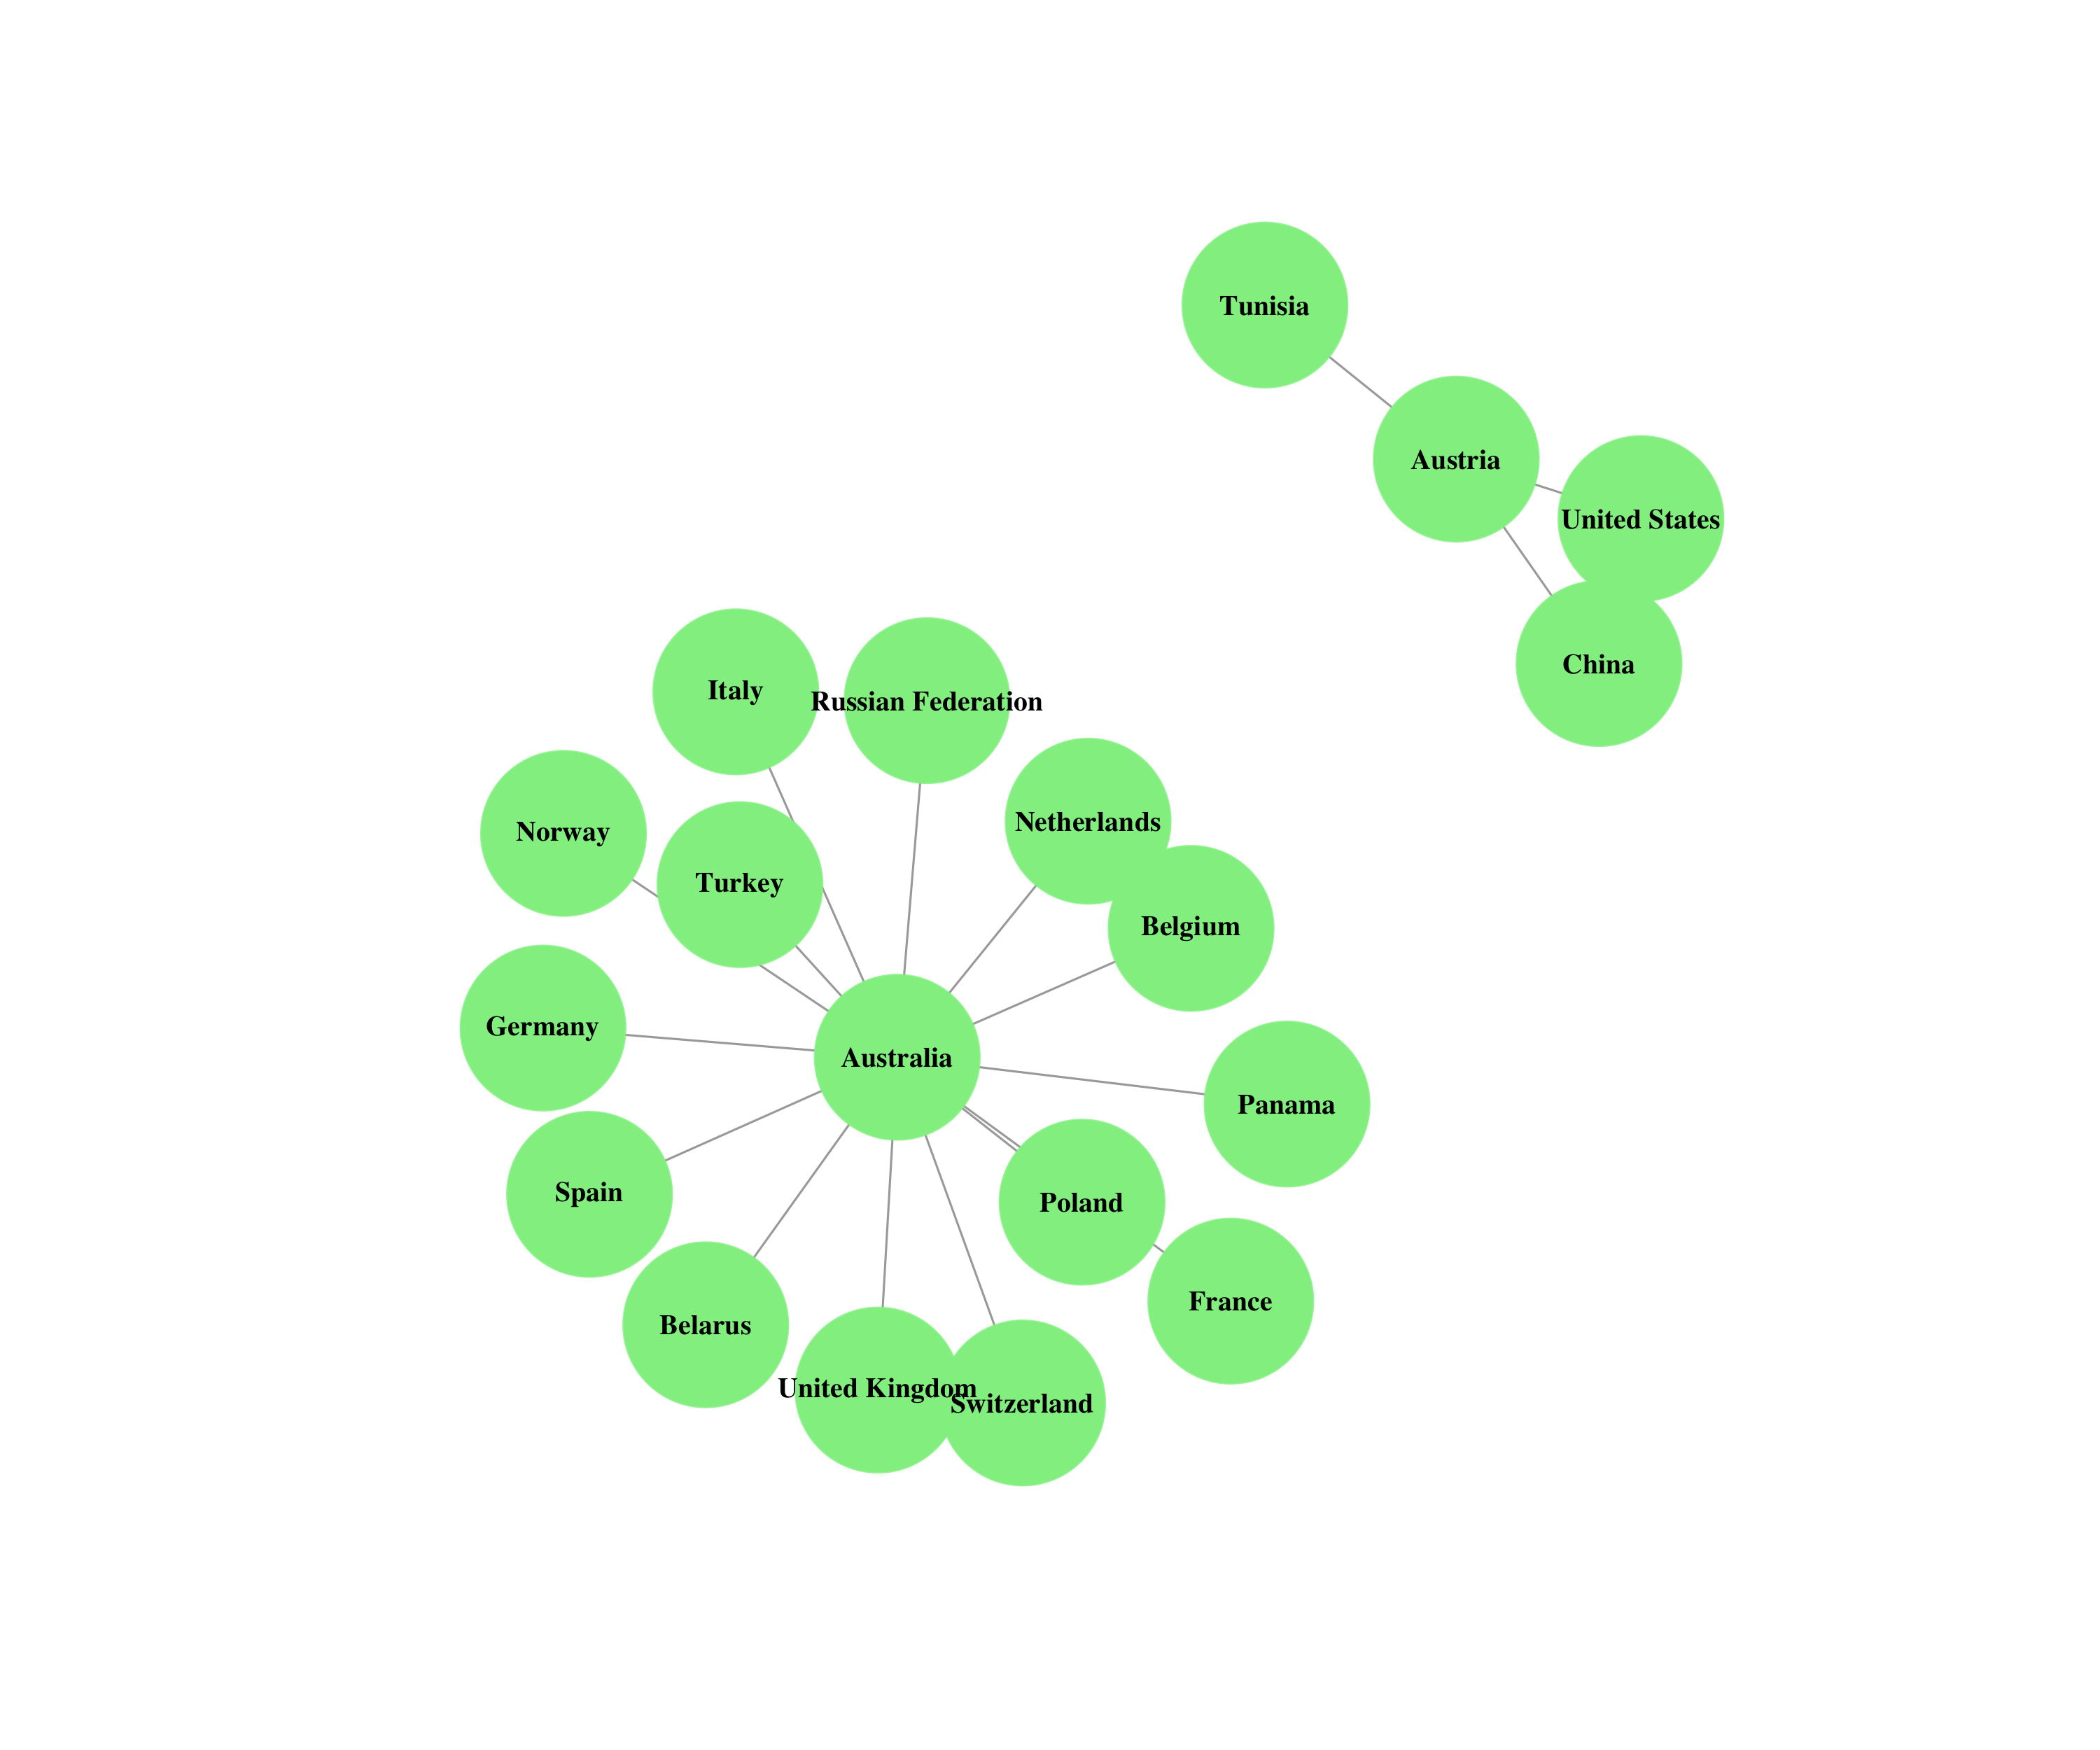 Tunisia
Austria
United States
China
Italy
Russian Federation
Netherlands
Norway
Turkey
Belgium
Germany
Australia
Panama
Spain
Poland
France
Belarus
United Kingdom
Switzerland